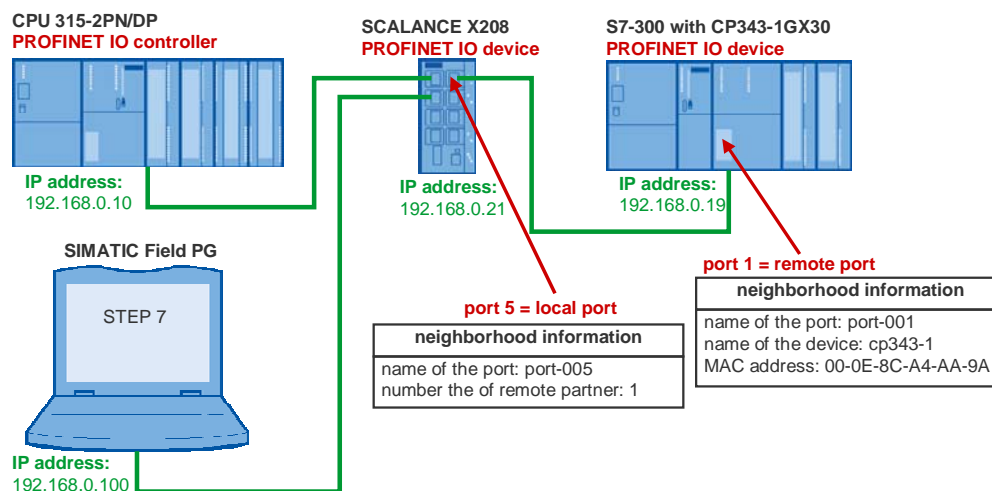 CPU 315-2PN/DP
PROFINET IO controller
SCALANCE X208
PROFINET IO device
S7-300 with CP343-1GX30
PROFINET IO device
IP address:
192.168.0.10
IP address:
192.168.0.21
IP address:
192.168.0.19
SIMATIC Field PG
STEP 7
IP address:
192.168.0.100
port 5 = local port
neighborhood information
name of the port: port-005
number the of remote partner: 1
port 1 = remote port
neighborhood information
name of the port: port-001
name of the device: cp343-1
MAC address: 00-0E-8C-A4-AA-9A